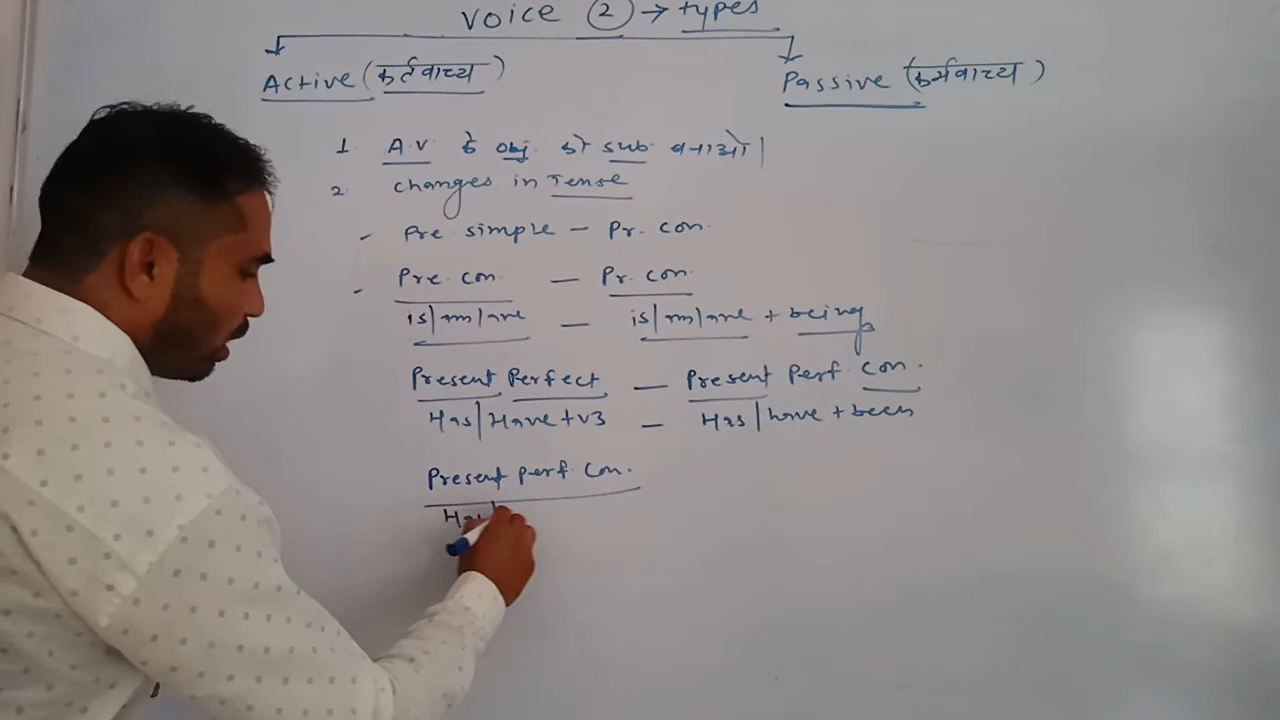 voice ② → types
Active (कर्तवाच्य)
Passive (कर्मवाच्य)
1. A.V के obj. को sub. बनाओ|
2. changes in Tense
- Pre simple - Pr. con.
- Pre. con. — Pr. con.
is|am|are — is|am|are + being
Present Perfect — Present Perf con.
Has|Have+v3 — Has|have + been
Present perf. con.
Has|